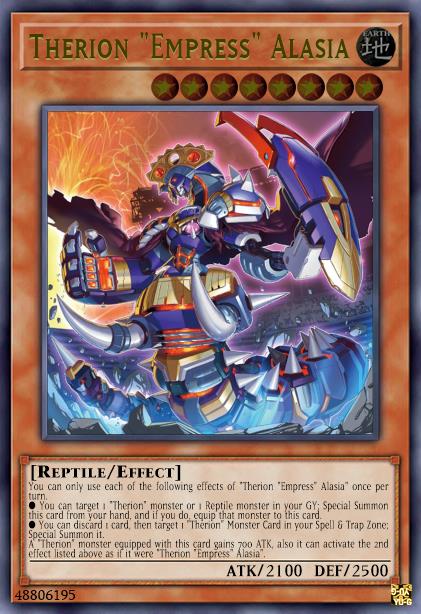 THERION "EMPRESS" ALASIA
EARTH
地
[REPTILE/EFFECT]
You can only use each of the following effects of "Therion "Empress" Alasia" once per
turn.
● You can target 1 "Therion" monster or 1 Reptile monster in your GY; Special Summon
this card from your hand, and if you do, equip that monster to this card.
● You can discard 1 card, then target 1 "Therion" Monster Card in your Spell & Trap Zone;
Special Summon it.
A "Therion" monster equipped with this card gains 700 ATK, also it can activate the 2nd
effect listed above as if it were "Therion "Empress" Alasia".
ATK/2100 DEF/2500
48806195